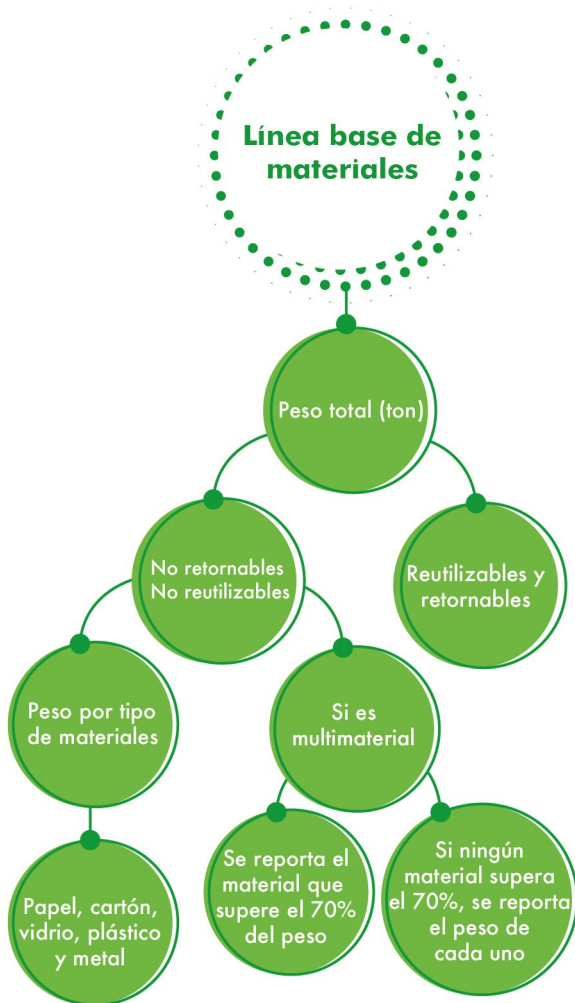 Línea base de
materiales
Peso total (ton)
No retornables
No reutilizables
Reutilizables y
retornables
Peso por tipo
de materiales
Si es
multimaterial
Papel, cartón,
vidrio, plástico
y metal
Se reporta el
material que
supere el 70%
del peso
Si ningún
material supera
el 70%, se reporta
el peso de
cada uno